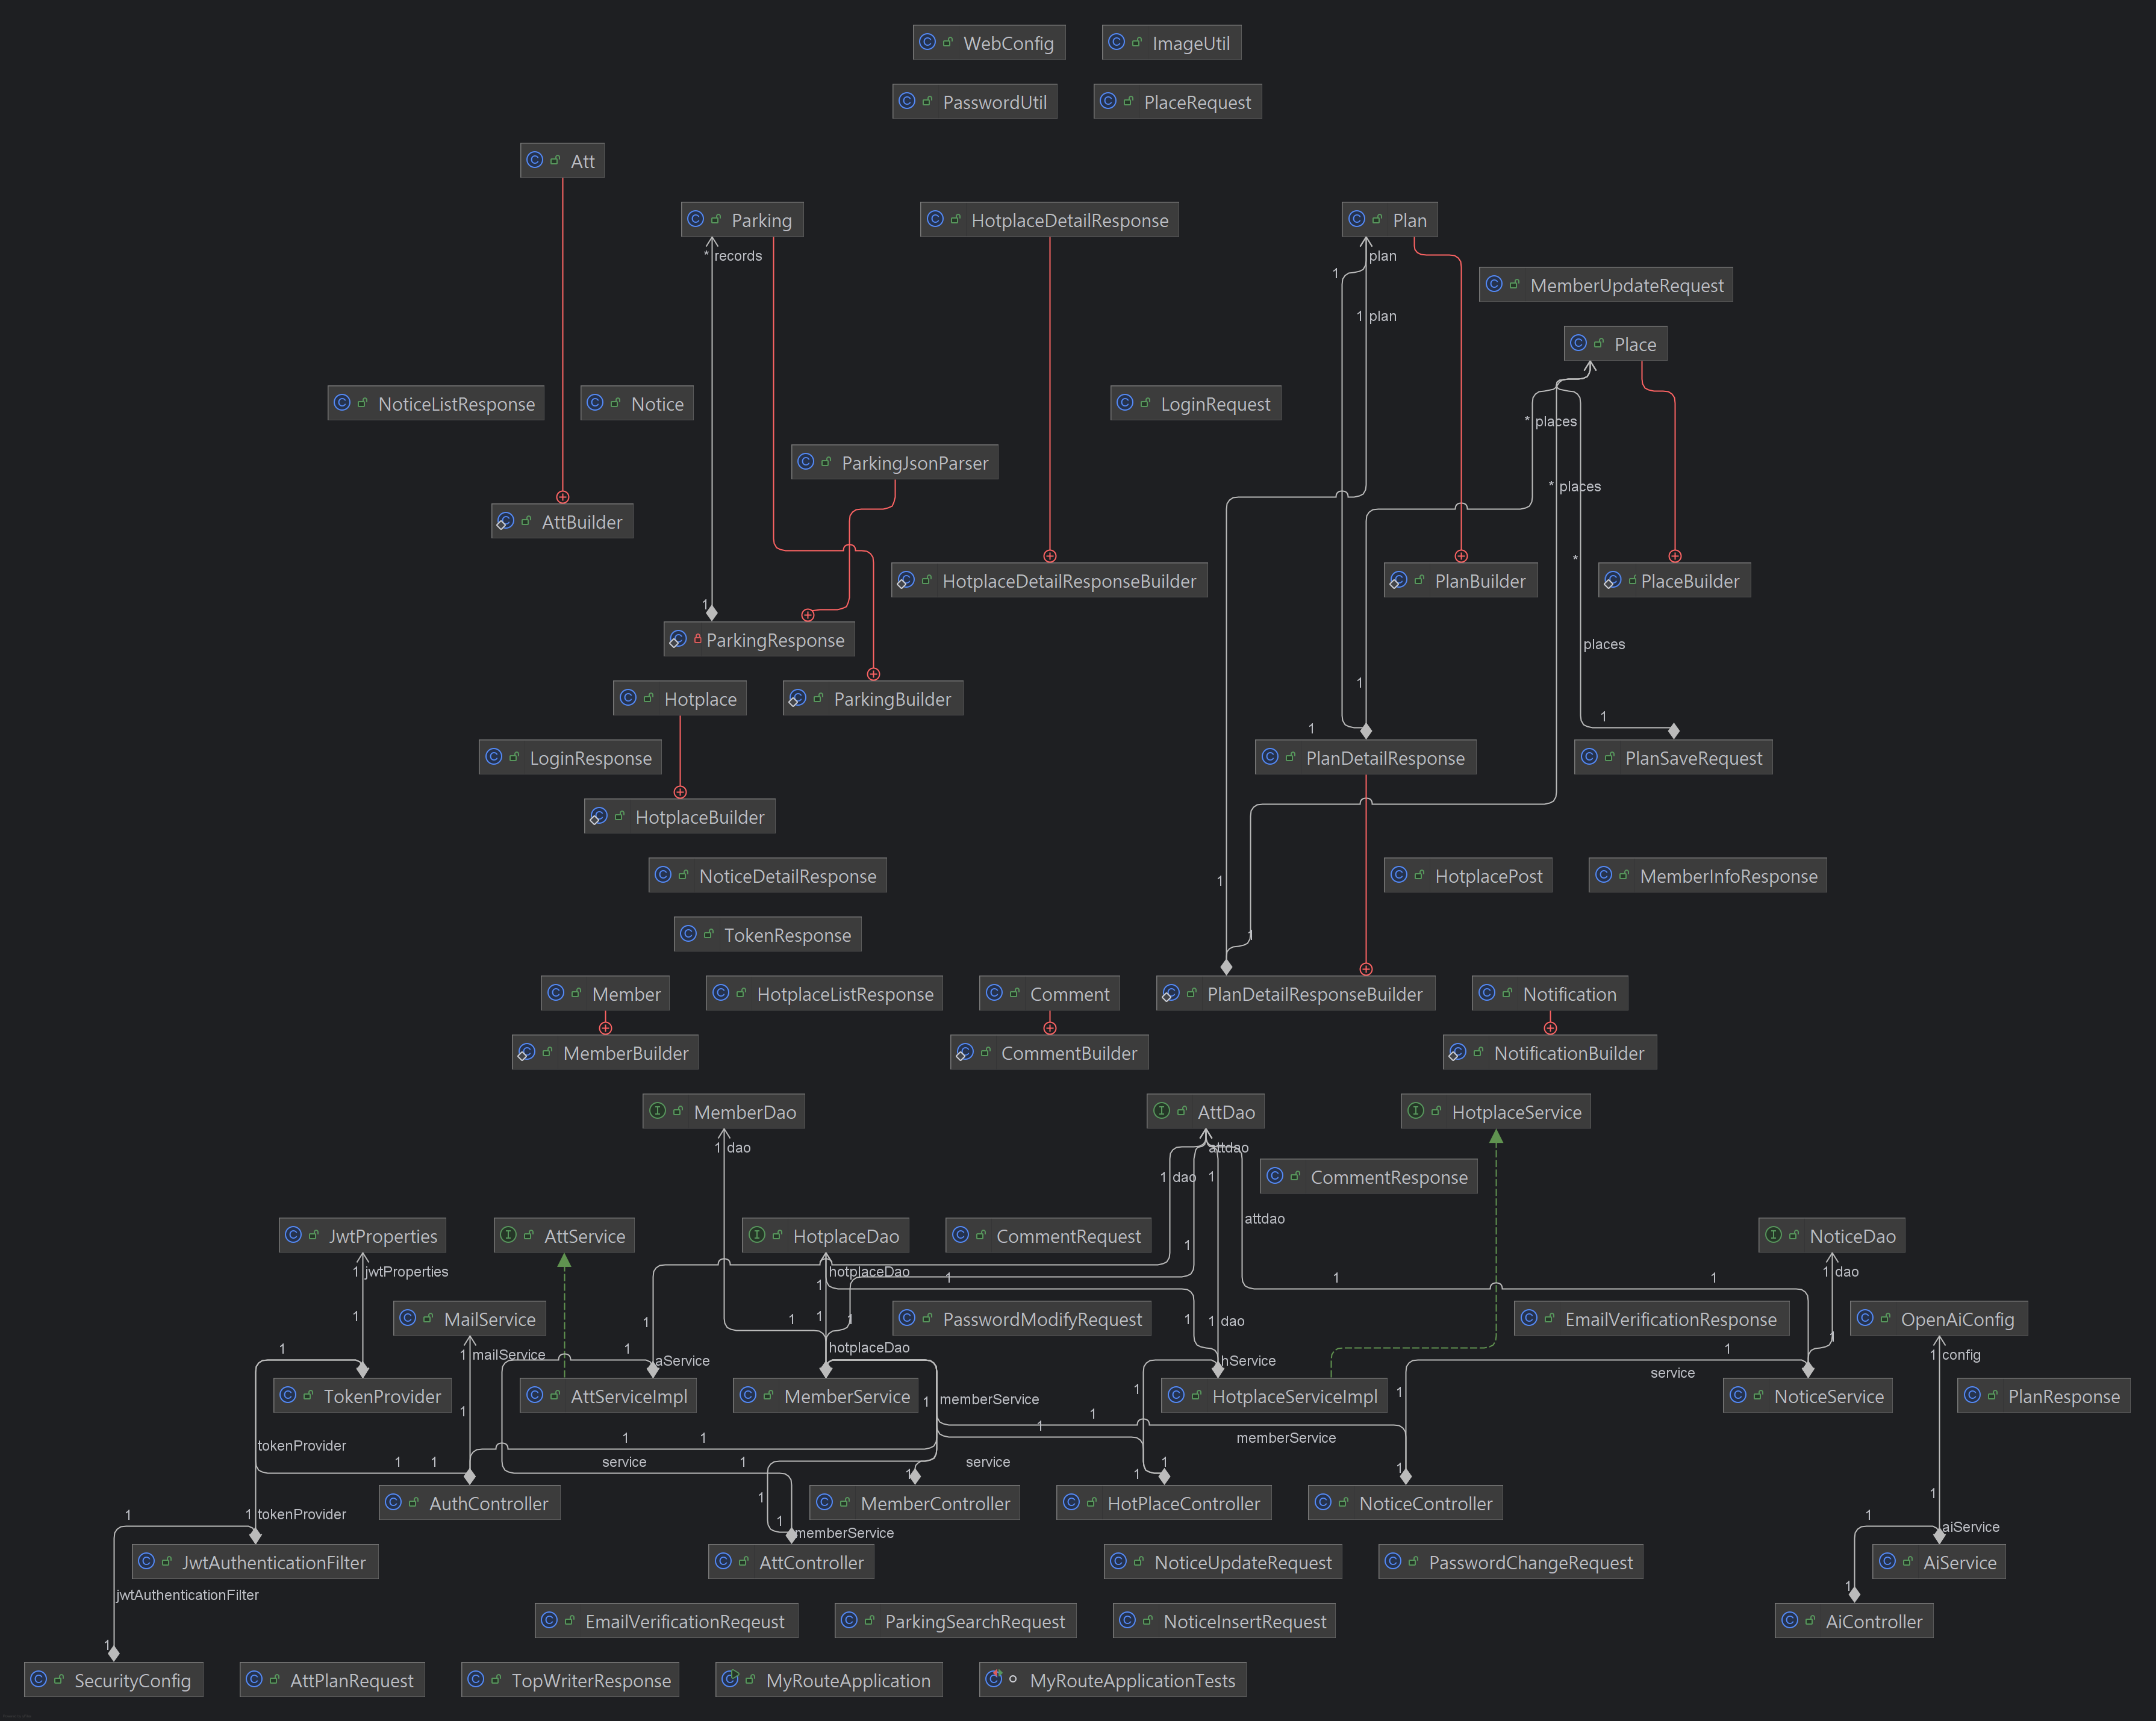 WebConfig
ImageUtil
PasswordUtil
PlaceRequest
Att
Parking
HotplaceDetailResponse
Plan
* records
plan
1
MemberUpdateRequest
1 plan
Place
NoticeListResponse
Notice
LoginRequest
* places
ParkingJsonParser
* places
AttBuilder
*
HotplaceDetailResponseBuilder
PlanBuilder
PlaceBuilder
1
ParkingResponse
places
1
Hotplace
ParkingBuilder
1
1
LoginResponse
PlanDetailResponse
PlanSaveRequest
HotplaceBuilder
NoticeDetailResponse
1
HotplacePost
MemberInfoResponse
TokenResponse
1
Member
HotplaceListResponse
Comment
PlanDetailResponseBuilder
Notification
MemberBuilder
CommentBuilder
NotificationBuilder
MemberDao
AttDao
HotplaceService
1 dao
attdao
1 dao
1
CommentResponse
attdao
JwtProperties
AttService
HotplaceDao
CommentRequest
1
NoticeDao
1 jwtProperties
hotplaceDao
1
1
1
1 dao
1
1
1
MailService
1
1
1
PasswordModifyRequest
1
1 dao
EmailVerificationResponse
1
OpenAiConfig
1
1 mailService
1
aService
hotplaceDao
hService
1
service
1 config
TokenProvider
AttServiceImpl
MemberService
HotplaceServiceImpl
NoticeService
PlanResponse
1
1
memberService
1
1
1
1
1
1
memberService
tokenProvider
1
1
service
1
service
1
1
1
1
1
AuthController
MemberController
HotPlaceController
NoticeController
1
1
1
1 tokenProvider
1
memberService
1
aiService
JwtAuthenticationFilter
AttController
NoticeUpdateRequest
PasswordChangeRequest
AiService
jwtAuthenticationFilter
1
EmailVerificationReqeust
ParkingSearchRequest
NoticeInsertRequest
AiController
1
SecurityConfig
AttPlanRequest
TopWriterResponse
MyRouteApplication
MyRouteApplicationTests